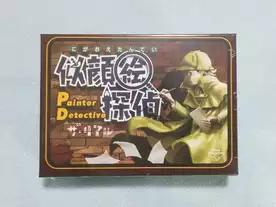 にがおえたんてい
似顔絵
探偵
Painter
Detective
ザ・リアル